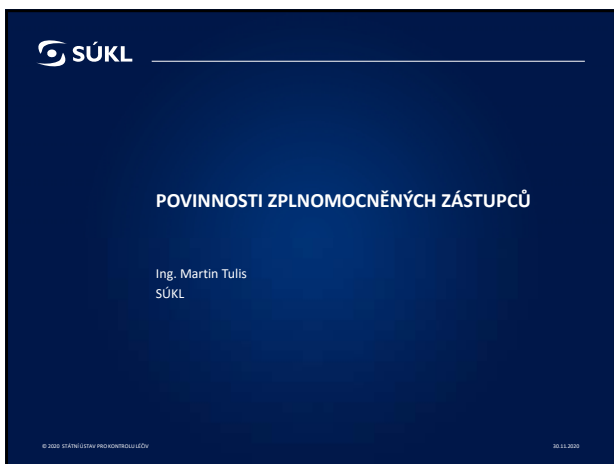 SÚKL
POVINNOSTI ZPLNOMOCNĚNÝCH ZÁSTUPCŮ
Ing. Martin Tulis
SÚKL
© 2020 STÁTNÍ ÚSTAV PRO KONTROLU LÉČIV
30.11.2020